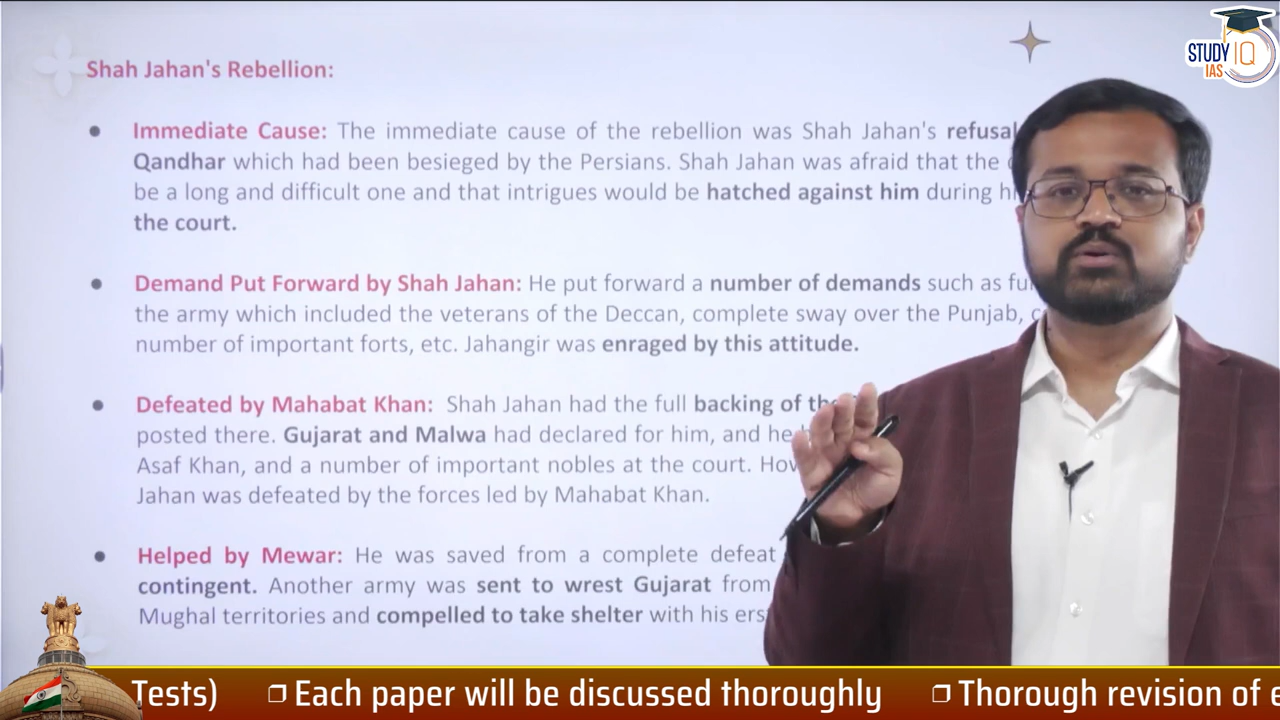 Shah Jahan's Rebellion:
• Immediate Cause: The immediate cause of the rebellion was Shah Jahan's refusal
Qandhar which had been besieged by the Persians. Shah Jahan was afraid that the
be a long and difficult one and that intrigues would be hatched against him during
the court.
• Demand Put Forward by Shah Jahan: He put forward a number of demands such as
the army which included the veterans of the Deccan, complete sway over the Punjab,
number of important forts, etc. Jahangir was enraged by this attitude.
• Defeated by Mahabat Khan: Shah Jahan had the full backing of
posted there. Gujarat and Malwa had declared for him, and he
Asaf Khan, and a number of important nobles at the court.
Jahan was defeated by the forces led by Mahabat Khan.
• Helped by Mewar: He was saved from a complete defeat
contingent. Another army was sent to wrest Gujarat from
Mughal territories and compelled to take shelter with his
STUDY IQ
IAS
Tests) ❐ Each paper will be discussed thoroughly ❐ Thorough revision of